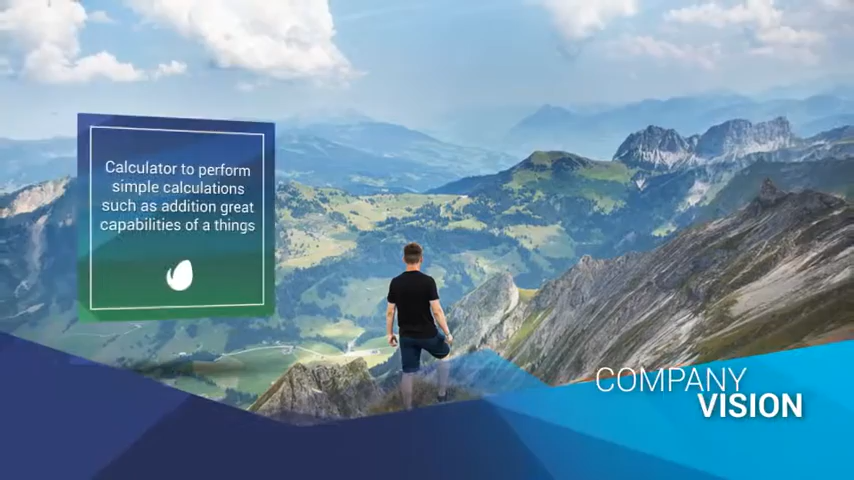 Calculator to perform
simple calculations
such as addition great
capabilities of a things
COMPANY
VISION